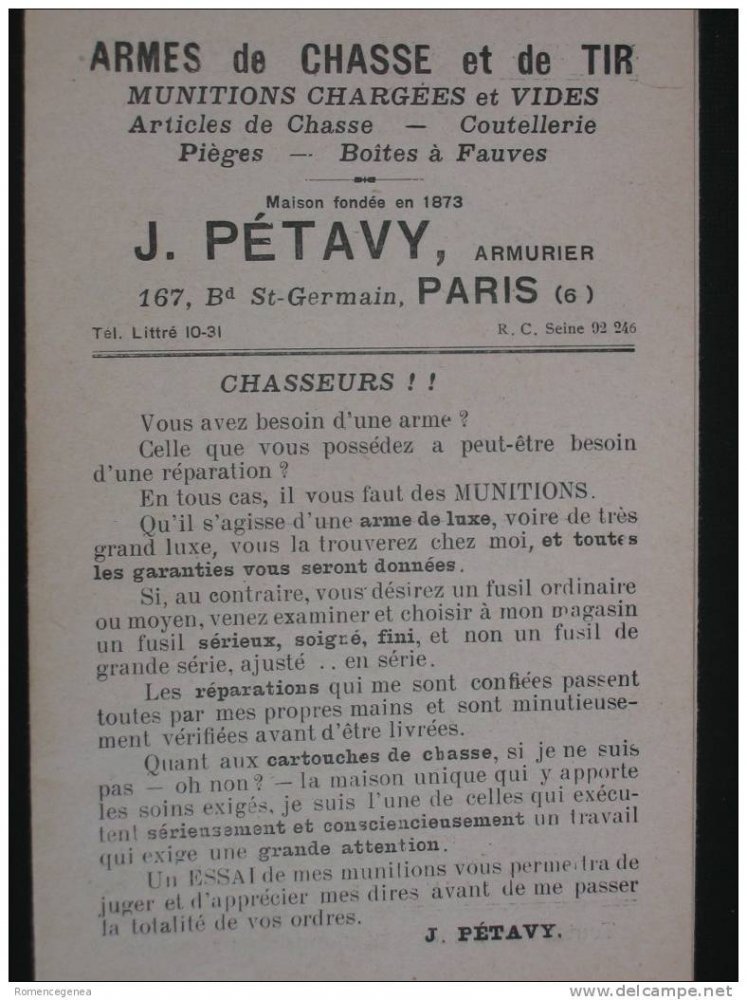 ARMES de CHASSE et de TIR
MUNITIONS CHARGÉES et VIDES
Articles de Chasse — Coutellerie
Pièges — Boîtes à Fauves
Maison fondée en 1873
J. PÉTAVY, ARMURIER
167, Bd St-Germain, PARIS (6)
Tél. Littré 10-31 R. C. Seine 92 246
CHASSEURS ! !
Vous avez besoin d'une arme ?
Celle que vous possédez a peut-être besoin
d'une réparation ?
En tous cas, il vous faut des MUNITIONS.
Qu'il s'agisse d'une arme de luxe, voire de très
grand luxe, vous la trouverez chez moi, et toutes
les garanties vous seront données.
Si, au contraire, vous désirez un fusil ordinaire
ou moyen, venez examiner et choisir à mon magasin
un fusil sérieux, soigné, fini, et non un fusil de
grande série, ajusté .. en série.
Les réparations qui me sont confiées passent
toutes par mes propres mains et sont minutieuse-
ment vérifiées avant d'être livrées.
Quant aux cartouches de chasse, si je ne suis
pas — oh non ? — la maison unique qui y apporte
les soins exigés, je suis l'une de celles qui exécu-
tent sérieusement et consciencieusement un travail
qui exige une grande attention.
Un ESSAI de mes munitions vous permettra de
juger et d'apprécier mes dires avant de me passer
la totalité de vos ordres.
J. PÉTAVY.
Romencegenea
delcampe.net